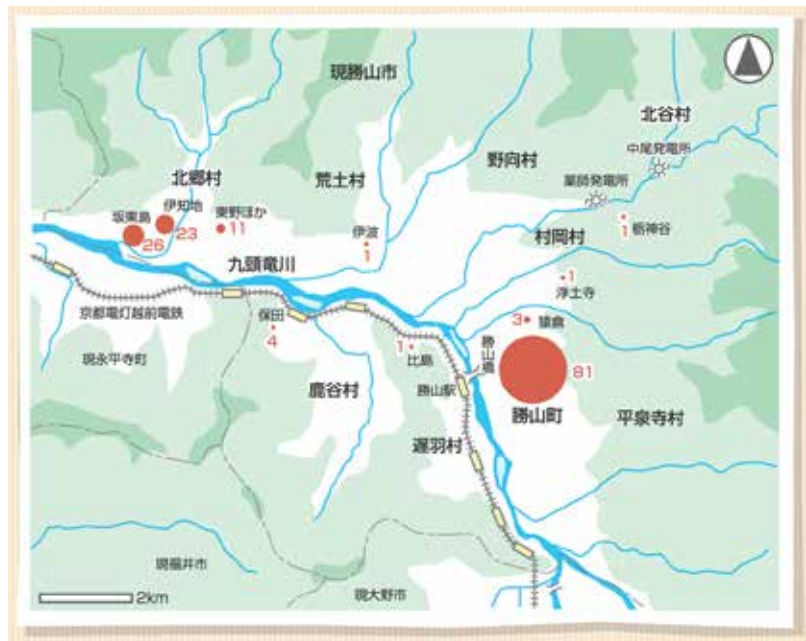 現勝山市
北谷村
中尾発電所
野向村
薬師発電所
北郷村
荒土村
坂東島
伊知地
東野ほか
26
23
11
伊波
1
村岡村
1
栃神谷
九頭竜川
1
浄土寺
京都電灯越前電鉄
保田
4
3
猿倉
1
比島
勝山橋
81
現永平寺町
勝山駅
勝山町
鹿谷村
平泉寺村
遅羽村
現福井市
現大野市
2km